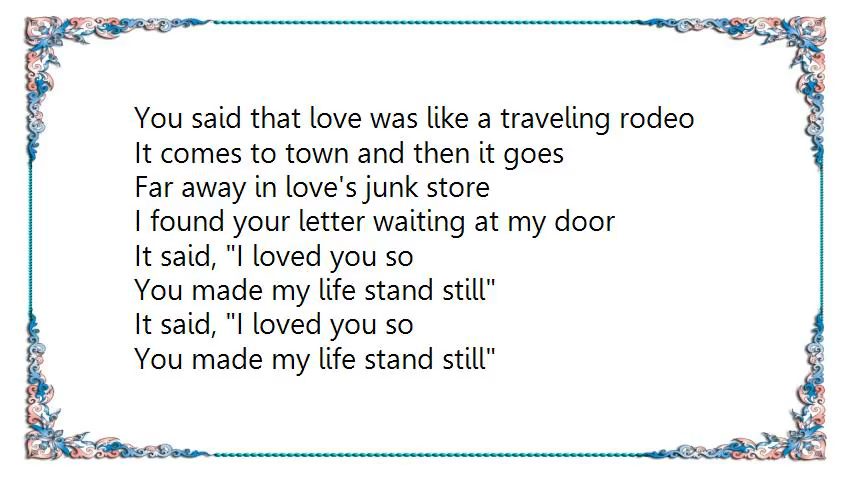 You said that love was like a traveling rodeo
It comes to town and then it goes
Far away in love's junk store
I found your letter waiting at my door
It said, "I loved you so
You made my life stand still"
It said, "I loved you so
You made my life stand still"